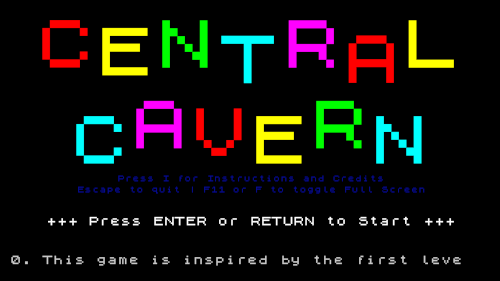 CENTRAL
CAVERN
Press I for Instructions and Credits
Escape to quit | F11 or F to toggle Full Screen
+++ Press ENTER or RETURN to Start +++
0. This game is inspired by the first leve